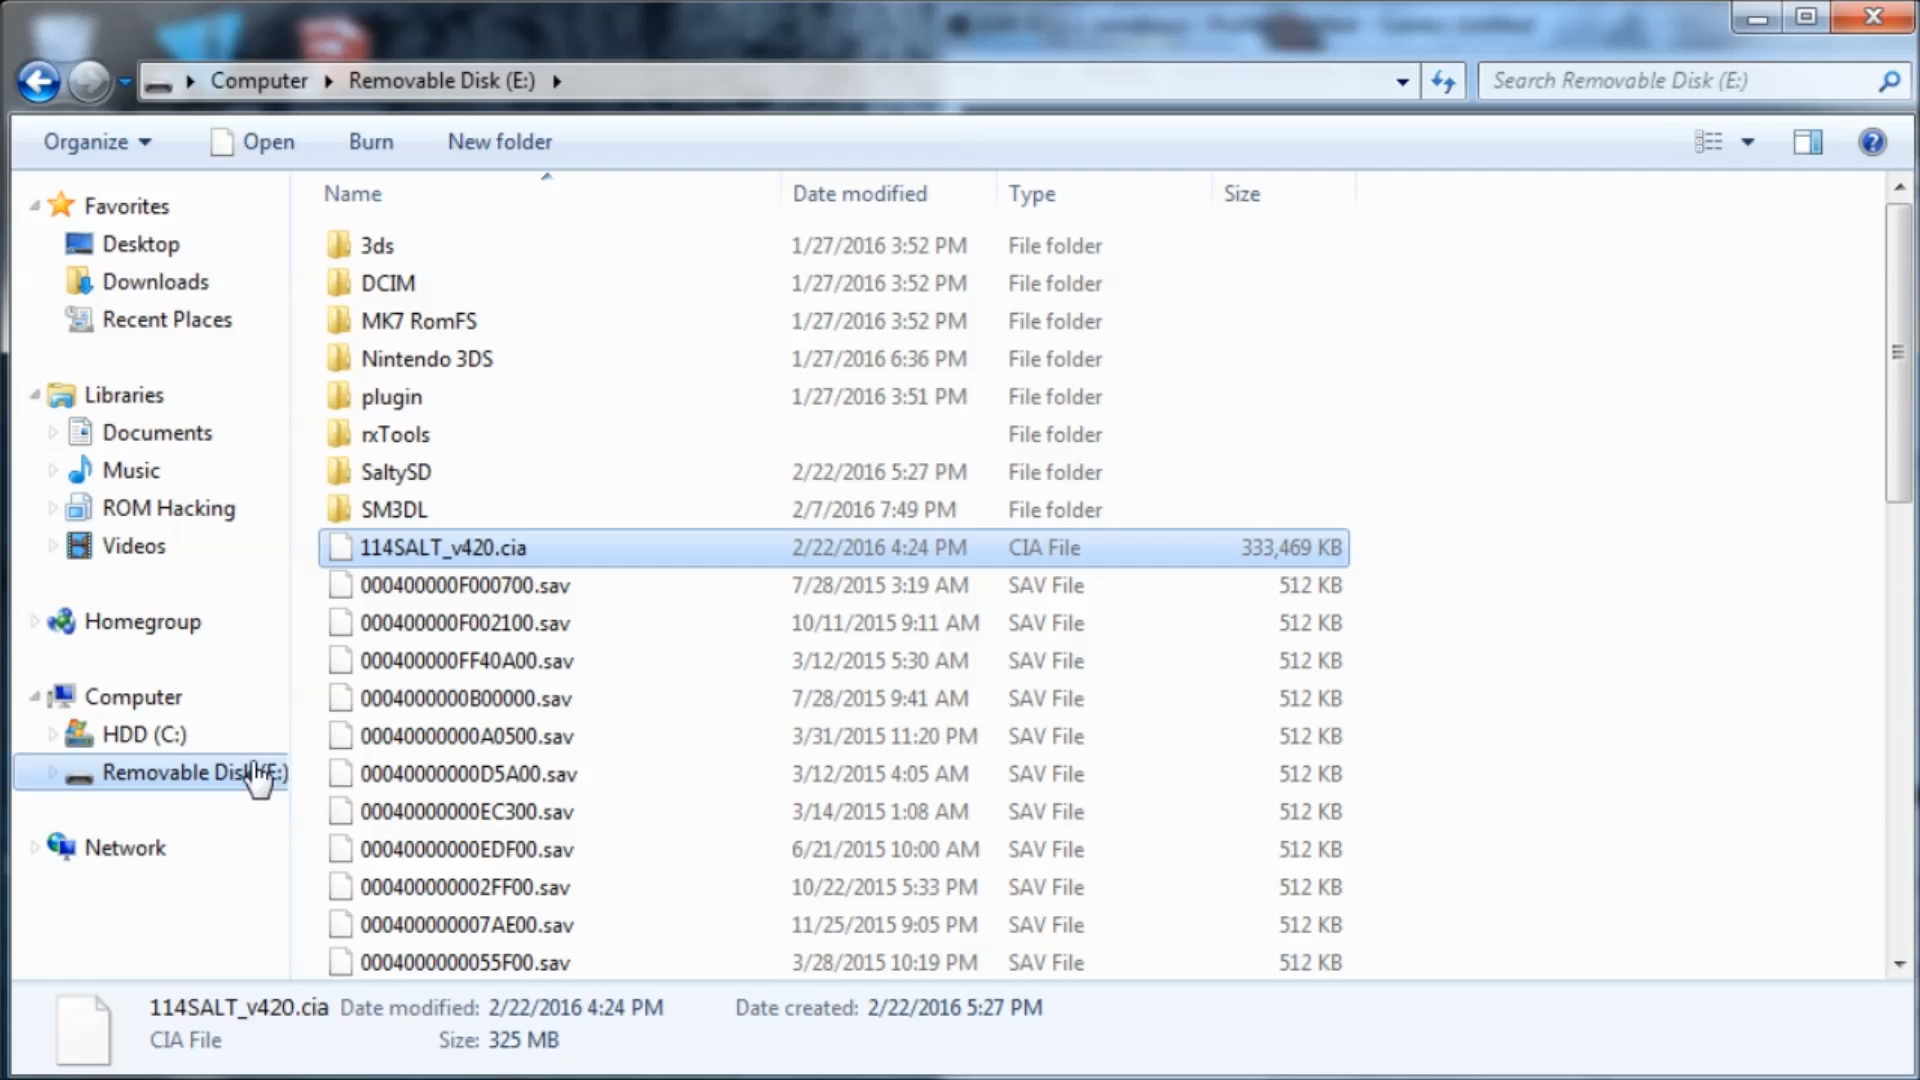 Computer Removable Disk (E:)
Search Removable Disk (E:)
Organize Open Burn New folder
Favorites
Desktop
Downloads
Recent Places
Libraries
Documents
Music
ROM Hacking
Videos
Homegroup
Computer
HDD (C:)
Removable Disk (E:)
Network
Name Date modified Type Size
3ds 1/27/2016 3:52 PM File folder
DCIM 1/27/2016 3:52 PM File folder
MK7 RomFS 1/27/2016 3:52 PM File folder
Nintendo 3DS 1/27/2016 6:36 PM File folder
plugin 1/27/2016 3:51 PM File folder
rxTools File folder
SaltySD 2/22/2016 5:27 PM File folder
SM3DL 2/7/2016 7:49 PM File folder
114SALT_v420.cia 2/22/2016 4:24 PM CIA File 333,469 KB
000400000F000700.sav 7/28/2015 3:19 AM SAV File 512 KB
000400000F002100.sav 10/11/2015 9:11 AM SAV File 512 KB
000400000FF40A00.sav 3/12/2015 5:30 AM SAV File 512 KB
0004000000B00000.sav 7/28/2015 9:41 AM SAV File 512 KB
00040000000A0500.sav 3/31/2015 11:20 PM SAV File 512 KB
00040000000D5A00.sav 3/12/2015 4:05 AM SAV File 512 KB
00040000000EC300.sav 3/14/2015 1:08 AM SAV File 512 KB
00040000000EDF00.sav 6/21/2015 10:00 AM SAV File 512 KB
000400000002FF00.sav 10/22/2015 5:33 PM SAV File 512 KB
000400000007AE00.sav 11/25/2015 9:05 PM SAV File 512 KB
0004000000055F00.sav 3/28/2015 10:19 PM SAV File 512 KB
114SALT_v420.cia Date modified: 2/22/2016 4:24 PM Date created: 2/22/2016 5:27 PM
CIA File Size: 325 MB